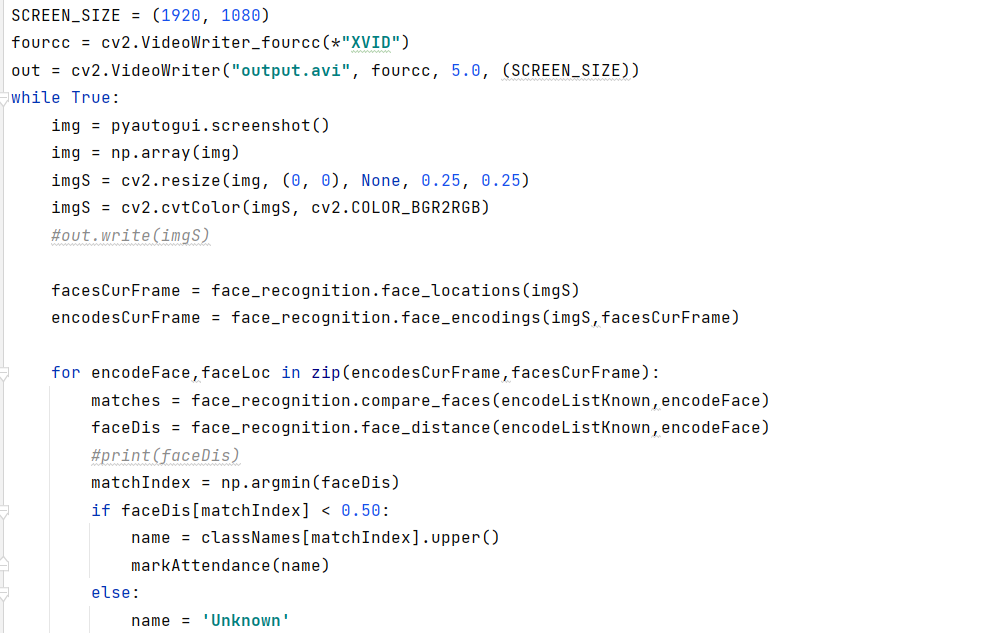 SCREEN_SIZE = (1920, 1080)
fourcc = cv2.VideoWriter_fourcc(*"XVID")
out = cv2.VideoWriter("output.avi", fourcc, 5.0, (SCREEN_SIZE))
while True:
    img = pyautogui.screenshot()
    img = np.array(img)
    imgS = cv2.resize(img, (0, 0), None, 0.25, 0.25)
    imgS = cv2.cvtColor(imgS, cv2.COLOR_BGR2RGB)
    #out.write(imgS)

    facesCurFrame = face_recognition.face_locations(imgS)
    encodesCurFrame = face_recognition.face_encodings(imgS,facesCurFrame)

    for encodeFace,faceLoc in zip(encodesCurFrame,facesCurFrame):
        matches = face_recognition.compare_faces(encodeListKnown,encodeFace)
        faceDis = face_recognition.face_distance(encodeListKnown,encodeFace)
        #print(faceDis)
        matchIndex = np.argmin(faceDis)
        if faceDis[matchIndex] < 0.50:
            name = classNames[matchIndex].upper()
            markAttendance(name)
        else:
            name = 'Unknown'